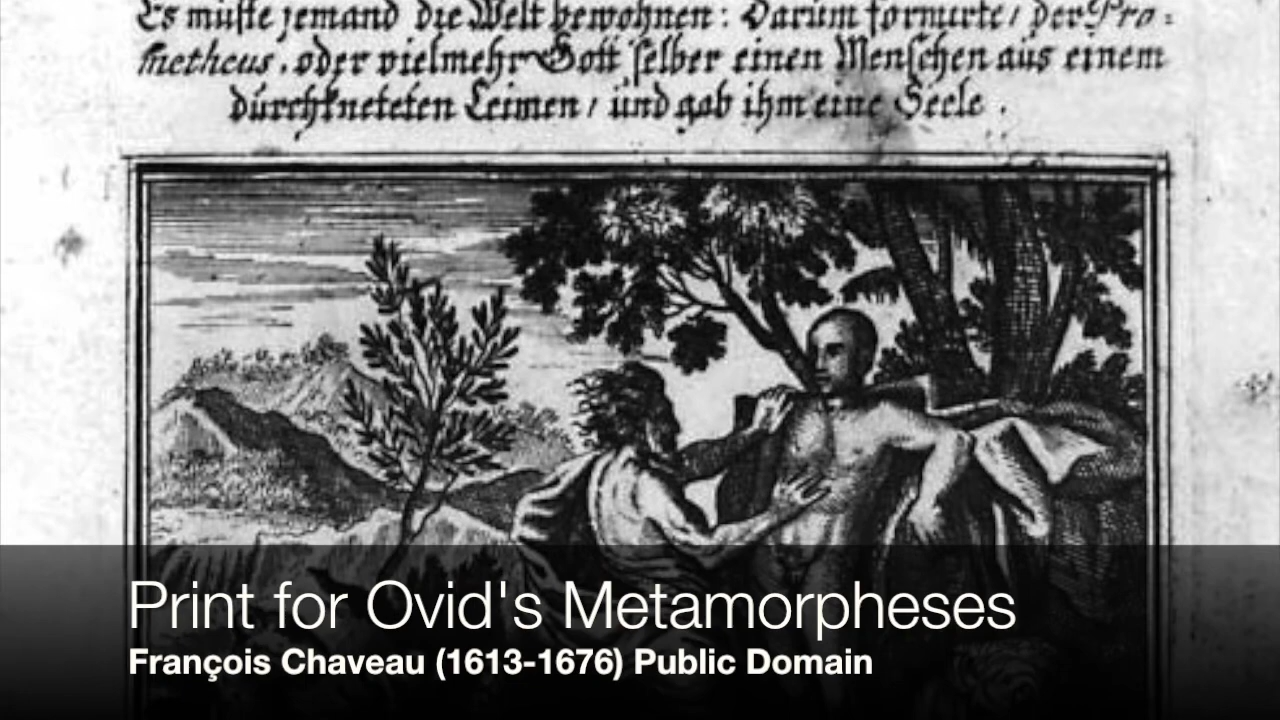 Es müste jemand die Welt bewohnen: Darum formirte / der Pro=
metheus, oder vielmehr Gott selber einen Menschen aus einem
dürchkneteten Leimen / und gab ihm eine Seele.
Print for Ovid's Metamorpheses
François Chaveau (1613-1676) Public Domain